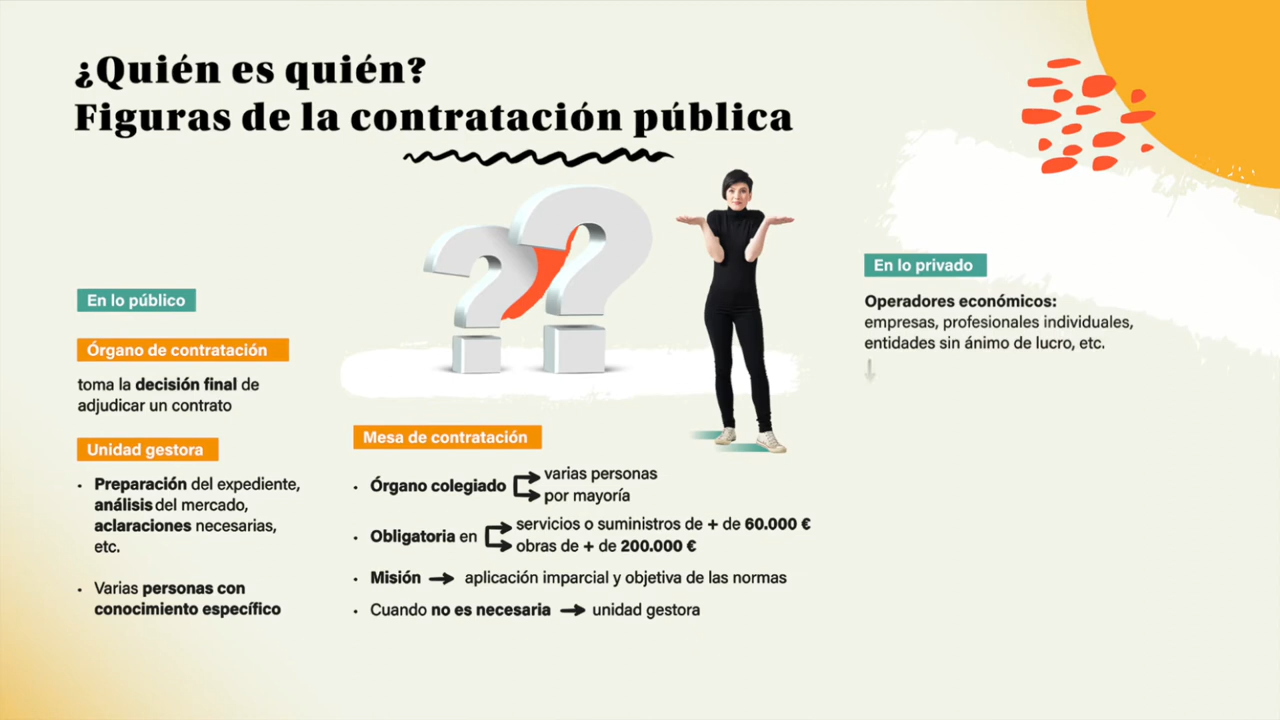 ¿Quién es quién?
Figuras de la contratación pública
En lo público
Órgano de contratación
toma la decisión final de
adjudicar un contrato
Unidad gestora
• Preparación del expediente,
análisis del mercado,
aclaraciones necesarias,
etc.
• Varias personas con
conocimiento específico
Mesa de contratación
• Órgano colegiado
varias personas
por mayoría
• Obligatoria en
servicios o suministros de + de 60.000 €
obras de + de 200.000 €
• Misión → aplicación imparcial y objetiva de las normas
• Cuando no es necesaria → unidad gestora
En lo privado
Operadores económicos:
empresas, profesionales individuales,
entidades sin ánimo de lucro, etc.